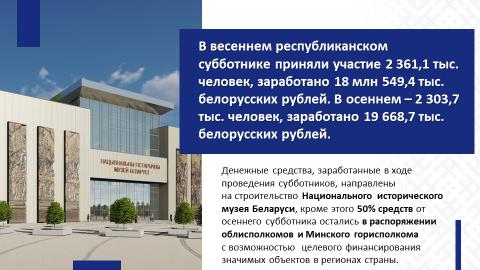 В весеннем республиканском
субботнике приняли участие 2 361,1 тыс.
человек, заработано 18 млн 549,4 тыс.
белорусских рублей. В осеннем – 2 303,7
тыс. человек, заработано 19 668,7 тыс.
белорусских рублей.
НАЦЫЯНАЛЬНЫ ГІСТАРЫЧНЫ
МУЗЕЙ БЕЛАРУСІ
Денежные средства, заработанные в ходе
проведения субботников, направлены
на строительство Национального исторического
музея Беларуси, кроме этого 50% средств от
осеннего субботника остались в распоряжении
облисполкомов и Минского горисполкома
с возможностью целевого финансирования
значимых объектов в регионах страны.